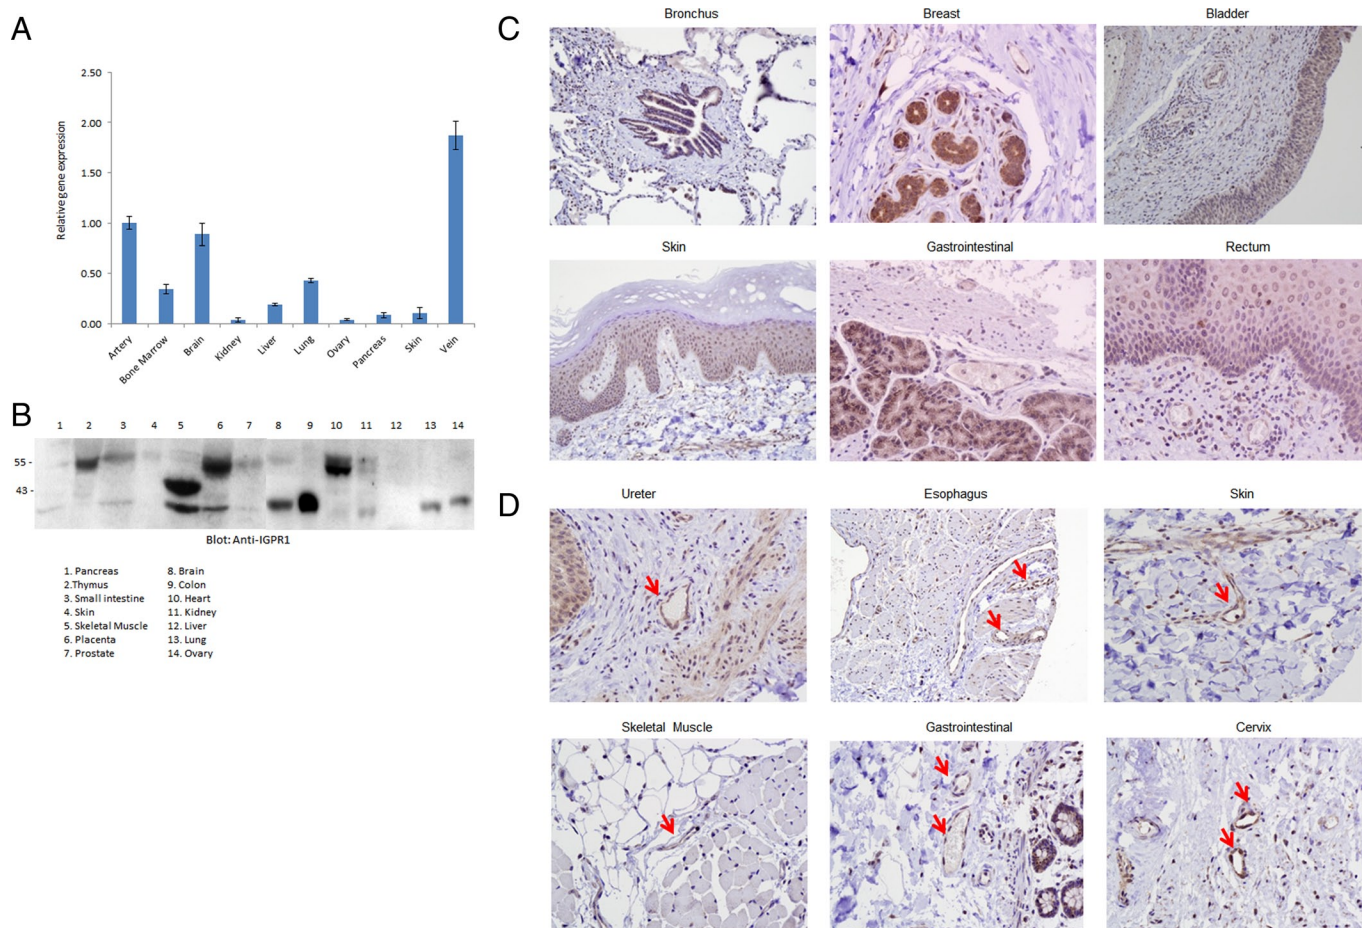 A
2.50
2.00
1.50
1.00
0.50
0.00
Relative gene expression
Artery
Bone Marrow
Brain
Kidney
Liver
Lung
Ovary
Pancreas
Skin
Vein
B
1 2 3 4 5 6 7 8 9 10 11 12 13 14
55 -
43 -
Blot: Anti-IGPR1
1. Pancreas
2.Thymus
3. Small intestine
4. Skin
5. Skeletal Muscle
6. Placenta
7. Prostate
8. Brain
9. Colon
10. Heart
11. Kidney
12. Liver
13. Lung
14. Ovary
C
Bronchus Breast Bladder
Skin Gastrointestinal Rectum
D
Ureter Esophagus Skin
Skeletal Muscle Gastrointestinal Cervix